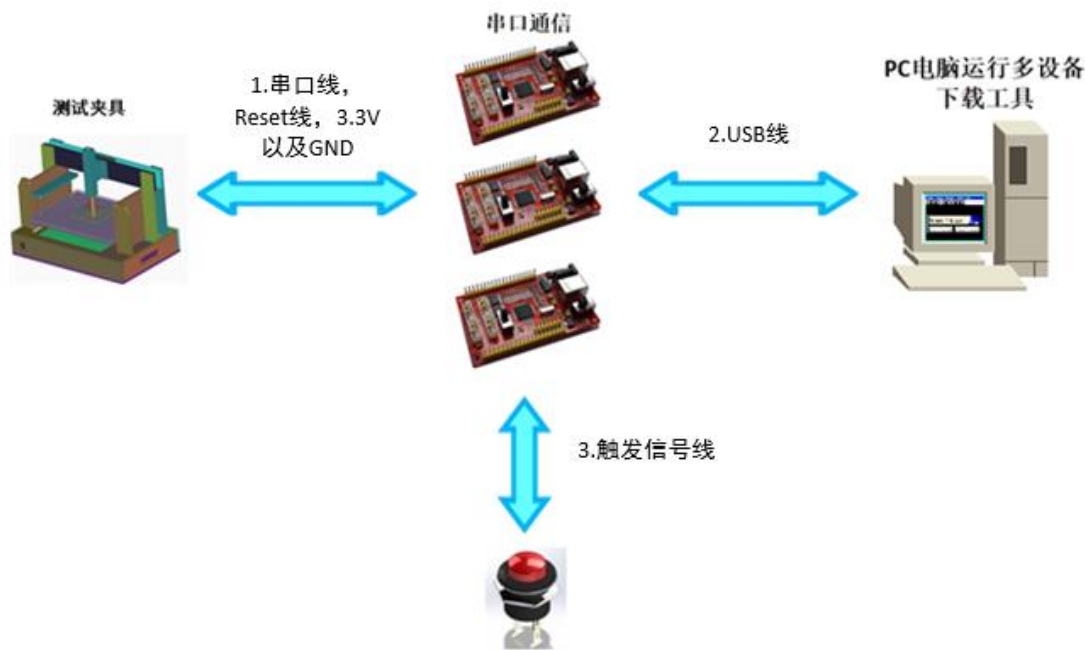 串口通信
PC电脑运行多设备
下载工具
测试夹具
1.串口线，
Reset线，3.3V
以及GND
2.USB线
3.触发信号线